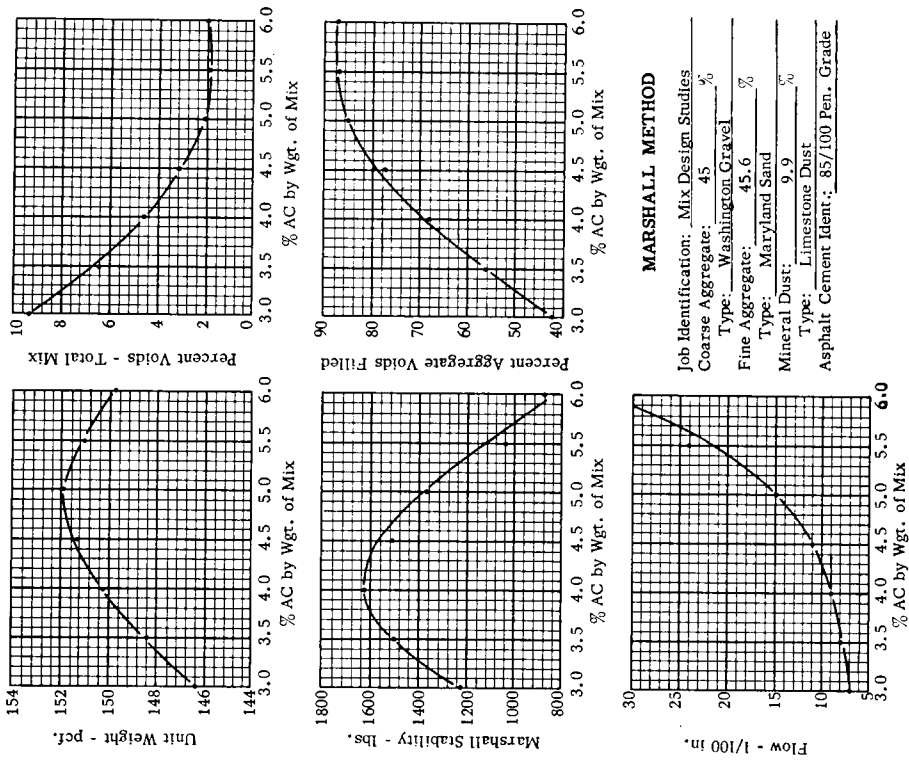 154
152
150
148
146
144
Unit Weight - pcf.
3.0 3.5 4.0 4.5 5.0 5.5 6.0
% AC by Wgt. of Mix
10
8
6
4
2
0
Percent Voids - Total Mix
3.0 3.5 4.0 4.5 5.0 5.5 6.0
% AC by Wgt. of Mix
1800
1600
1400
1200
1000
800
Marshall Stability - lbs.
3.0 3.5 4.0 4.5 5.0 5.5 6.0
% AC by Wgt. of Mix
90
80
70
60
50
40
Percent Aggregate Voids Filled
3.0 3.5 4.0 4.5 5.0 5.5 6.0
% AC by Wgt. of Mix
30
25
20
15
10
5
Flow - 1/100 in.
3.0 3.5 4.0 4.5 5.0 5.5 6.0
% AC by Wgt. of Mix
MARSHALL METHOD
Job Identification: Mix Design Studies
Coarse Aggregate: 45 %
Type: Washington Gravel
Fine Aggregate: 45.6 %
Type: Maryland Sand
Mineral Dust: 9.9 %
Type: Limestone Dust
Asphalt Cement Ident.: 85/100 Pen. Grade